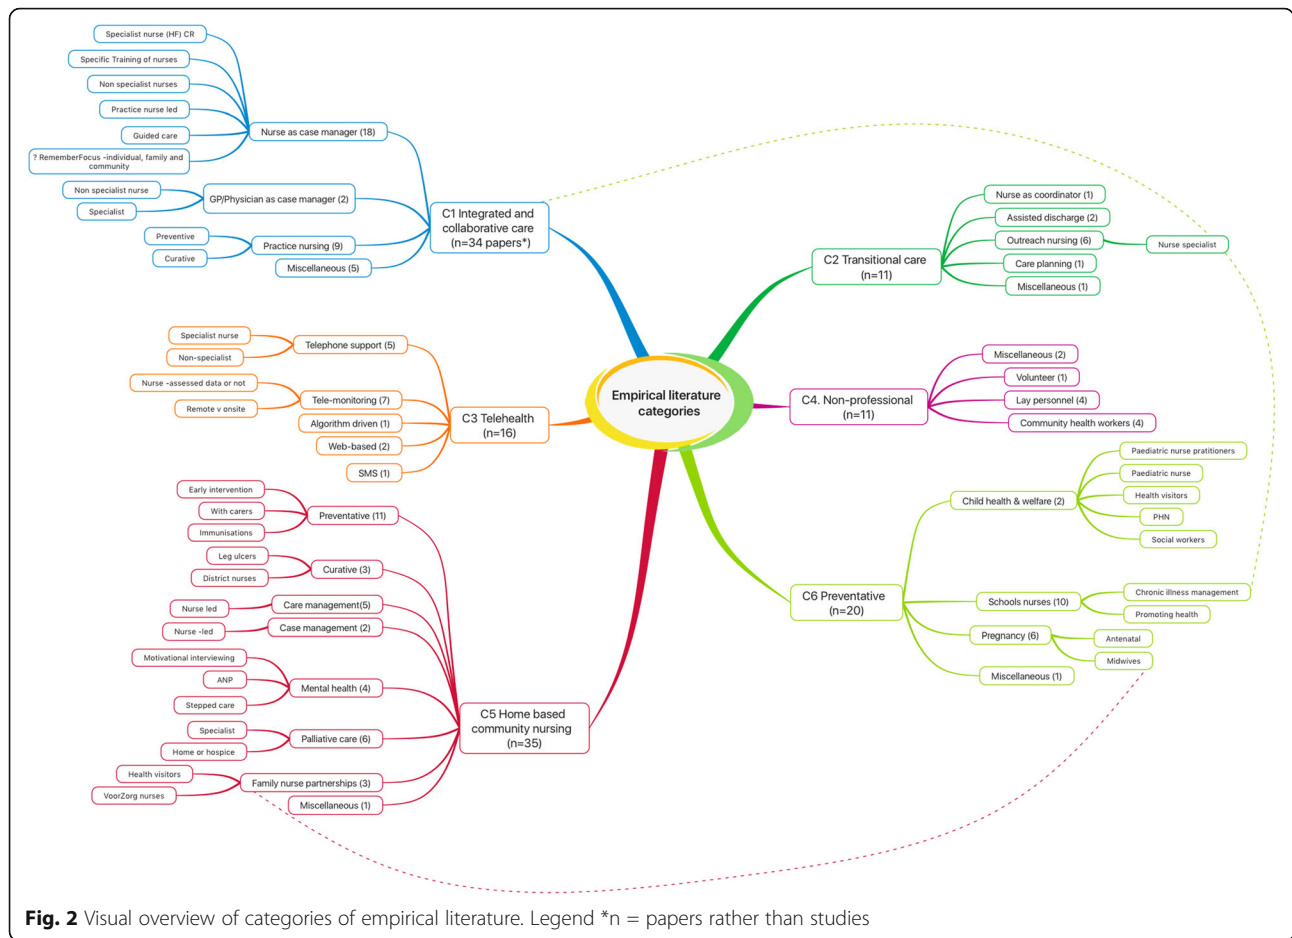 Specialist nurse (HF) CR
Specific Training of nurses
Non specialist nurses
Practice nurse led
Guided care
? RememberFocus -individual, family and
community
Nurse as case manager (18)
Non specialist nurse
Specialist
GP/Physician as case manager (2)
Preventive
Curative
Practice nursing (9)
Miscellaneous (5)
C1 Integrated and
collaborative care
(n=34 papers*)
Nurse as coordinator (1)
Assisted discharge (2)
Outreach nursing (6)
Nurse specialist
Care planning (1)
Miscellaneous (1)
C2 Transitional care
(n=11)
Specialist nurse
Non-specialist
Telephone support (5)
Nurse -assessed data or not
Remote v onsite
Tele-monitoring (7)
Algorithm driven (1)
Web-based (2)
SMS (1)
C3 Telehealth
(n=16)
Empirical literature
categories
C4. Non-professional
(n=11)
Miscellaneous (2)
Volunteer (1)
Lay personnel (4)
Community health workers (4)
Early intervention
With carers
Immunisations
Preventative (11)
Leg ulcers
District nurses
Curative (3)
Nurse led
Care management(5)
Nurse -led
Case management (2)
Motivational interviewing
ANP
Stepped care
Mental health (4)
Specialist
Home or hospice
Palliative care (6)
Health visitors
VoorZorg nurses
Family nurse partnerships (3)
Miscellaneous (1)
C5 Home based
community nursing
(n=35)
C6 Preventative
(n=20)
Child health & welfare (2)
Paediatric nurse pratitioners
Paediatric nurse
Health visitors
PHN
Social workers
Schools nurses (10)
Chronic illness management
Promoting health
Pregnancy (6)
Antenatal
Midwives
Miscellaneous (1)
Fig. 2 Visual overview of categories of empirical literature. Legend *n = papers rather than studies